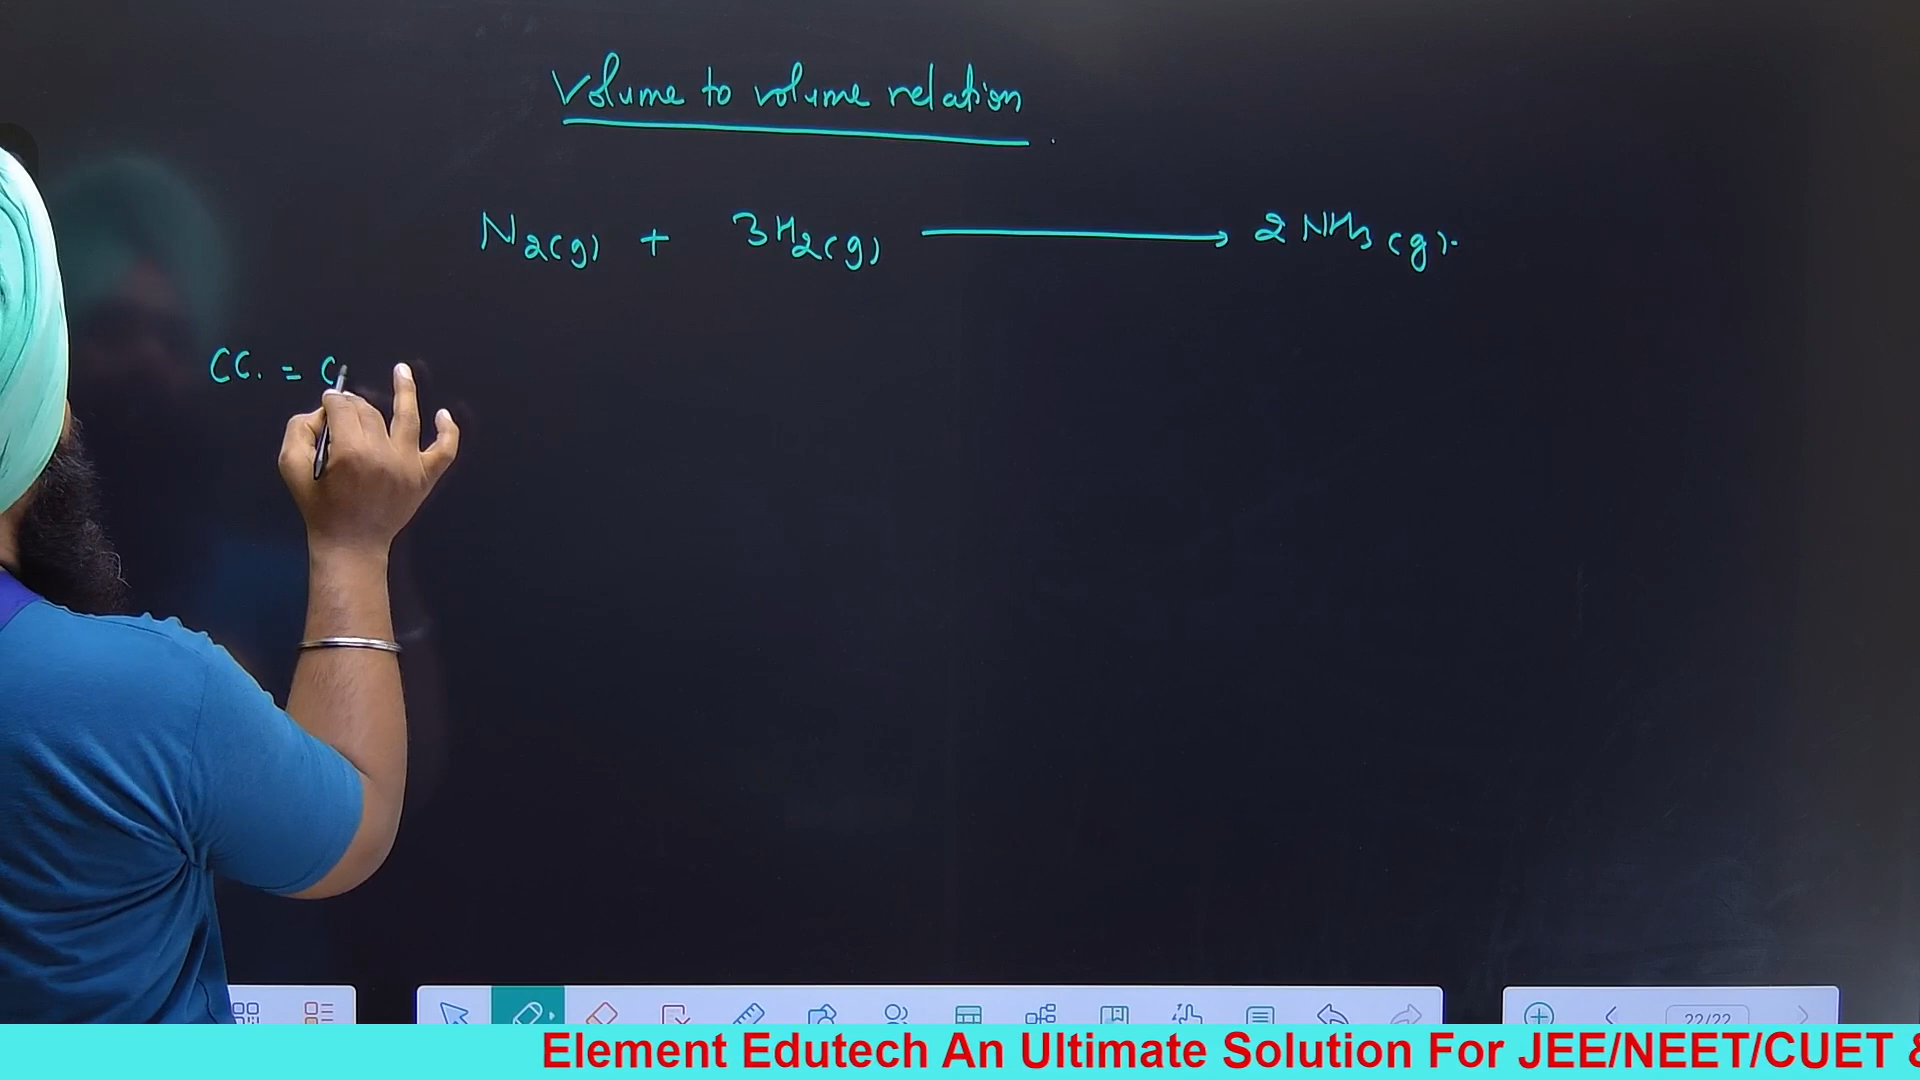 Volume to volume relation
N2(g) + 3H2(g) → 2NH3(g).
CC. = C
22/22
Element Edutech An Ultimate Solution For JEE/NEET/CUET &